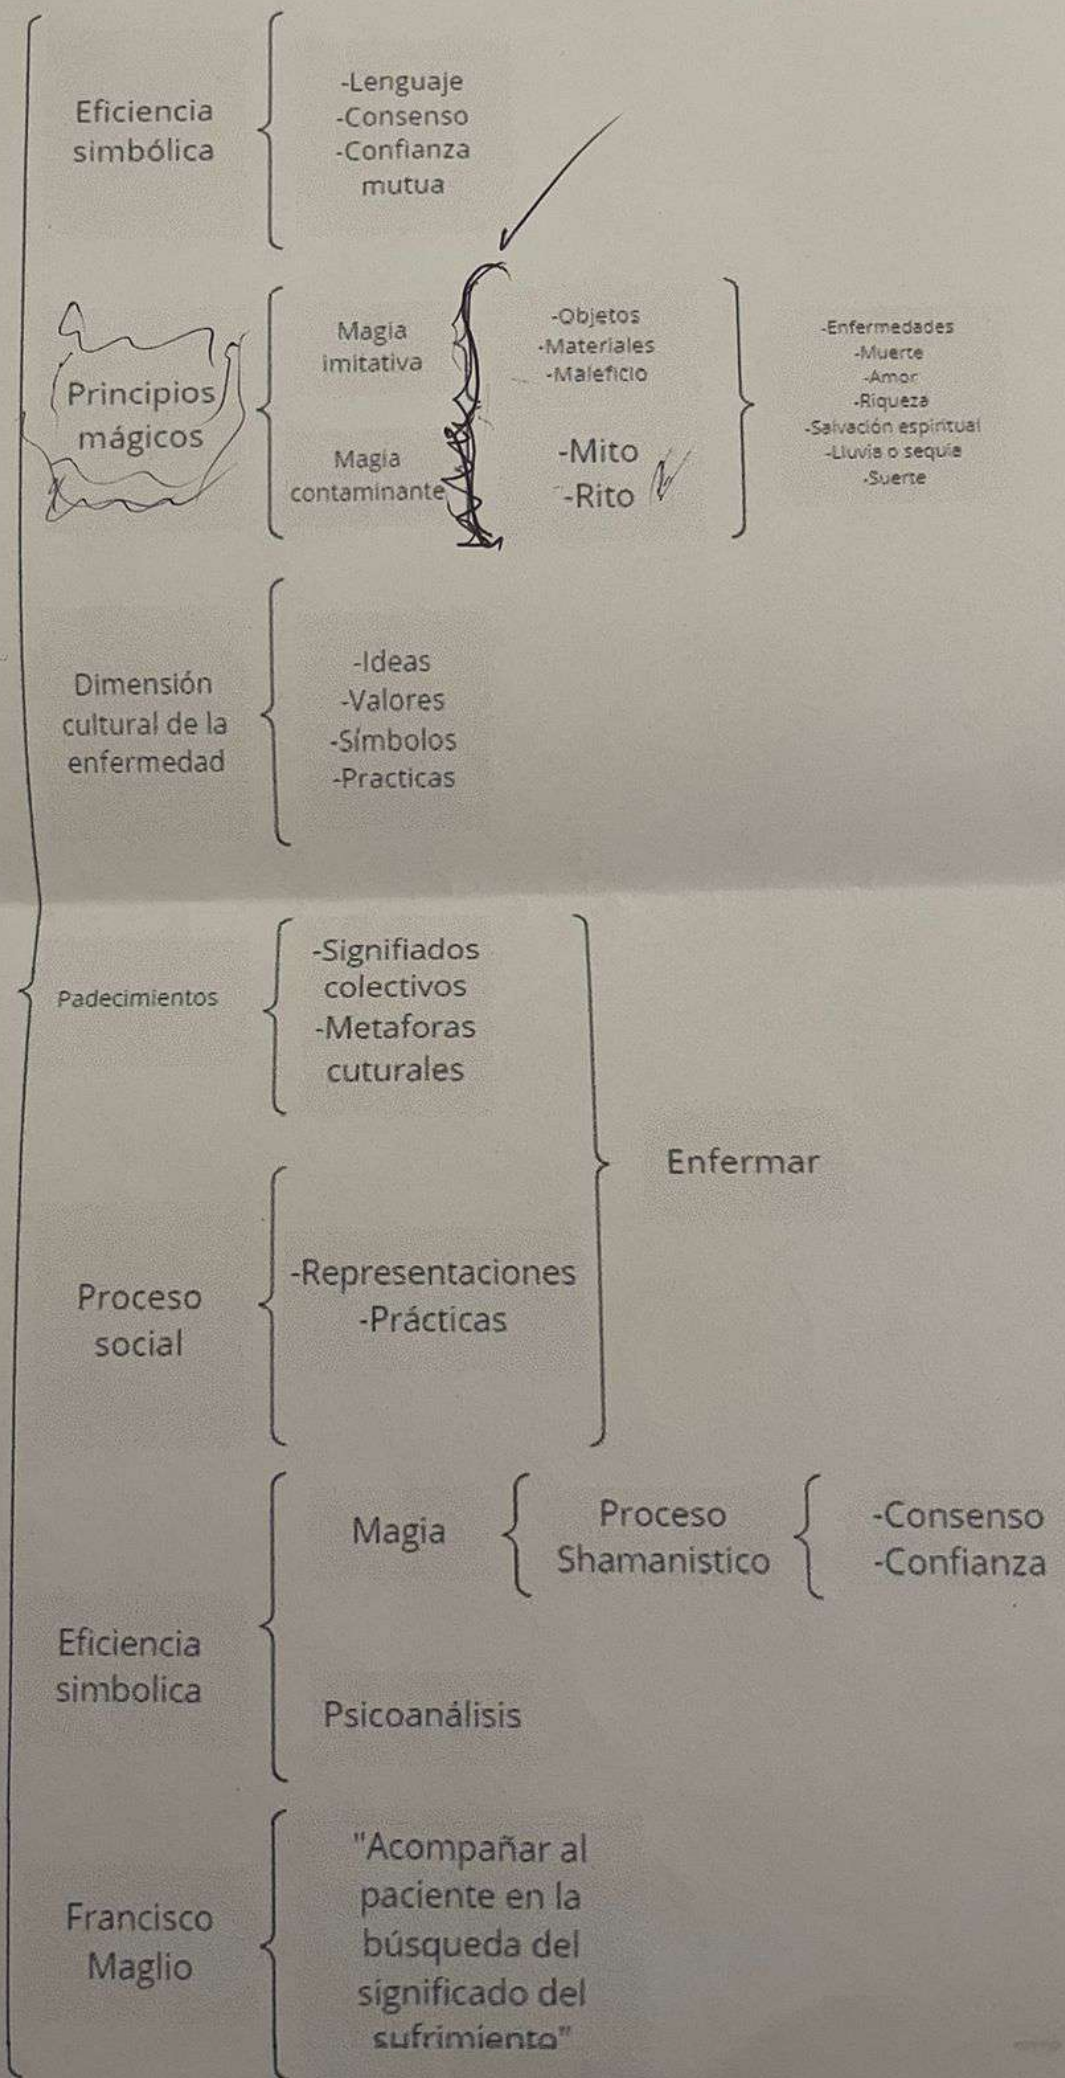 Eficiencia
simbólica
-Lenguaje
-Consenso
-Confianza
mutua
Principios
mágicos
Magia
imitativa
Magia
contaminante
-Objetos
-Materiales
-Maleficio
-Mito
-Rito
-Enfermedades
-Muerte
-Amor
-Riqueza
-Salvación espiritual
-Lluvia o sequia
-Suerte
Dimensión
cultural de la
enfermedad
-Ideas
-Valores
-Símbolos
-Practicas
Padecimientos
-Signifiados
colectivos
-Metaforas
cuturales
Proceso
social
-Representaciones
-Prácticas
Enfermar
Eficiencia
simbolica
Magia
Proceso
Shamanistico
-Consenso
-Confianza
Psicoanálisis
Francisco
Maglio
"Acompañar al
paciente en la
búsqueda del
significado del
sufrimiento"